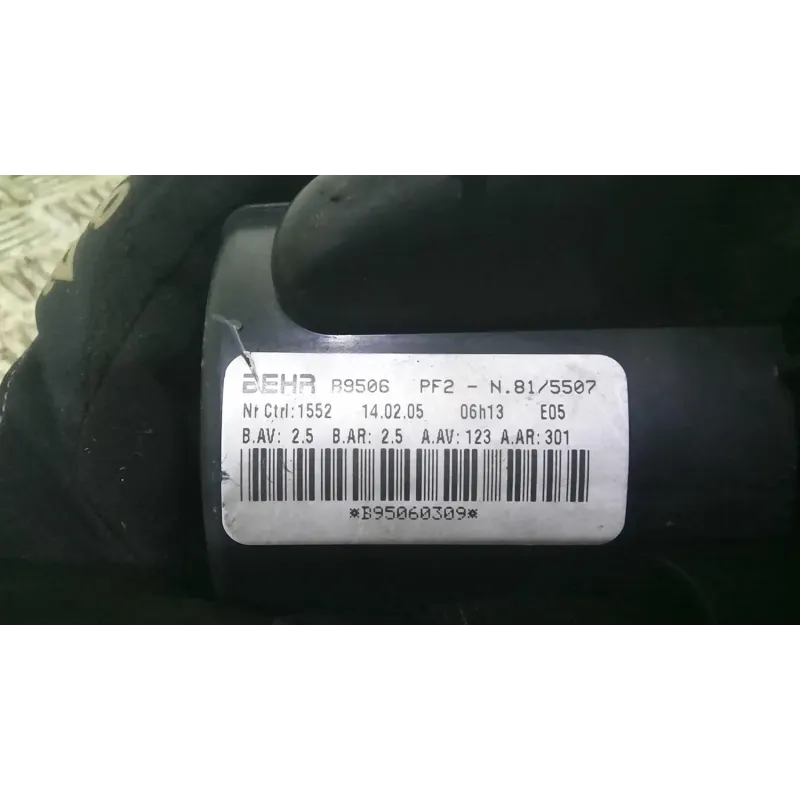 BEHR B9506 PF2 - N.81/5507
Nr Ctrl:1552 14.02.05 06h13 E05
B.AV: 2.5 B.AR: 2.5 A.AV: 123 A.AR: 301
*B95060309*